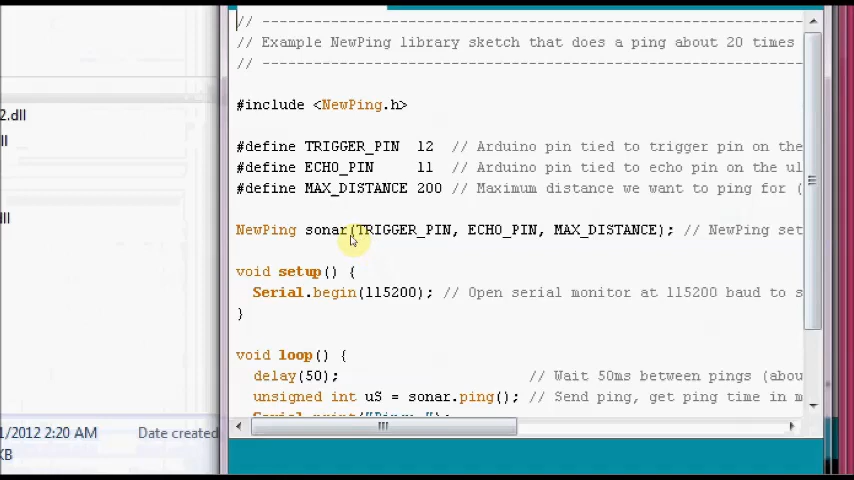 // ----------------------------------------------------------------
// Example NewPing library sketch that does a ping about 20 times
// ----------------------------------------------------------------
#include <NewPing.h>
#define TRIGGER_PIN  12  // Arduino pin tied to trigger pin on the
#define ECHO_PIN     11  // Arduino pin tied to echo pin on the ul
#define MAX_DISTANCE 200 // Maximum distance we want to ping for (
NewPing sonar(TRIGGER_PIN, ECHO_PIN, MAX_DISTANCE); // NewPing set
void setup() {
Serial.begin(115200); // Open serial monitor at 115200 baud to s
}
void loop() {
delay(50);                      // Wait 50ms between pings (abou
unsigned int uS = sonar.ping(); // Send ping, get ping time in m
2.dll
ll
dll
1/2012 2:20 AM
Date created
KB